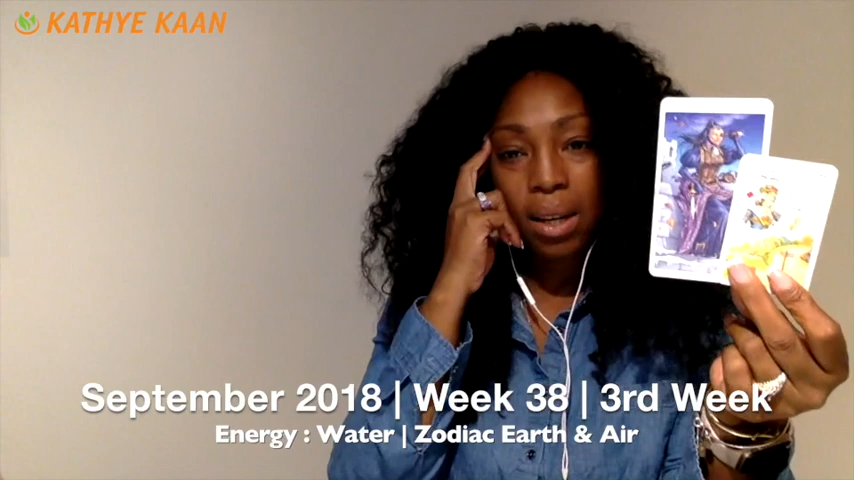 KATHYE KAAN
September 2018 | Week 38 | 3rd Week
Energy : Water | Zodiac Earth & Air